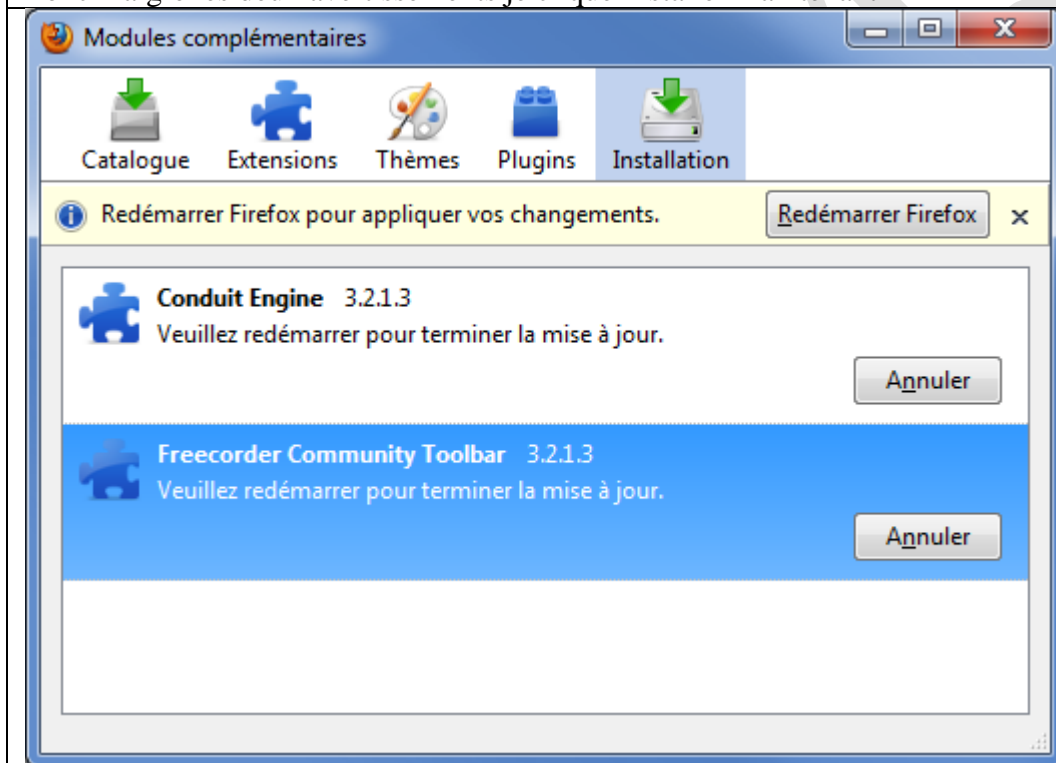 Modules complémentaires
Catalogue Extensions Thèmes Plugins Installation
Redémarrer Firefox pour appliquer vos changements. Redémarrer Firefox
Conduit Engine 3.2.1.3
Veuillez redémarrer pour terminer la mise à jour.
Annuler
Freecorder Community Toolbar 3.2.1.3
Veuillez redémarrer pour terminer la mise à jour.
Annuler